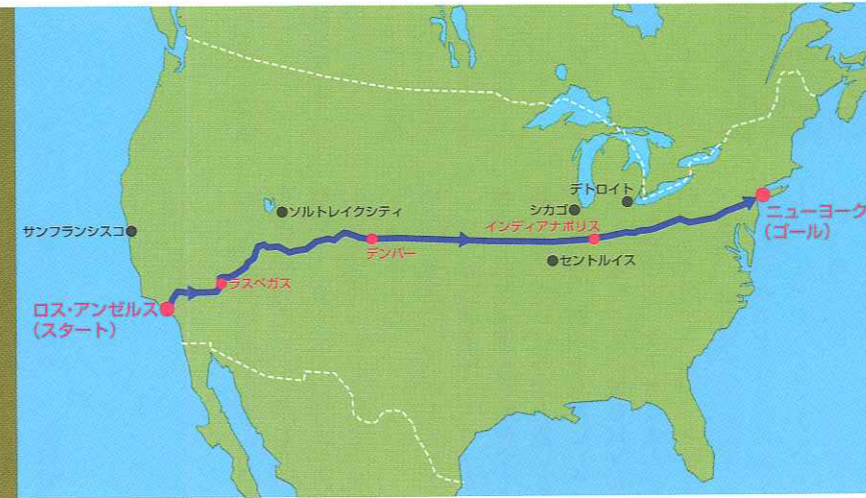 デトロイト
ソルトレイクシティ
シカゴ
サンフランシスコ
インディアナポリス
ニューヨーク
(ゴール)
デンバー
セントルイス
ラスベガス
ロス・アンゼルス
(スタート)